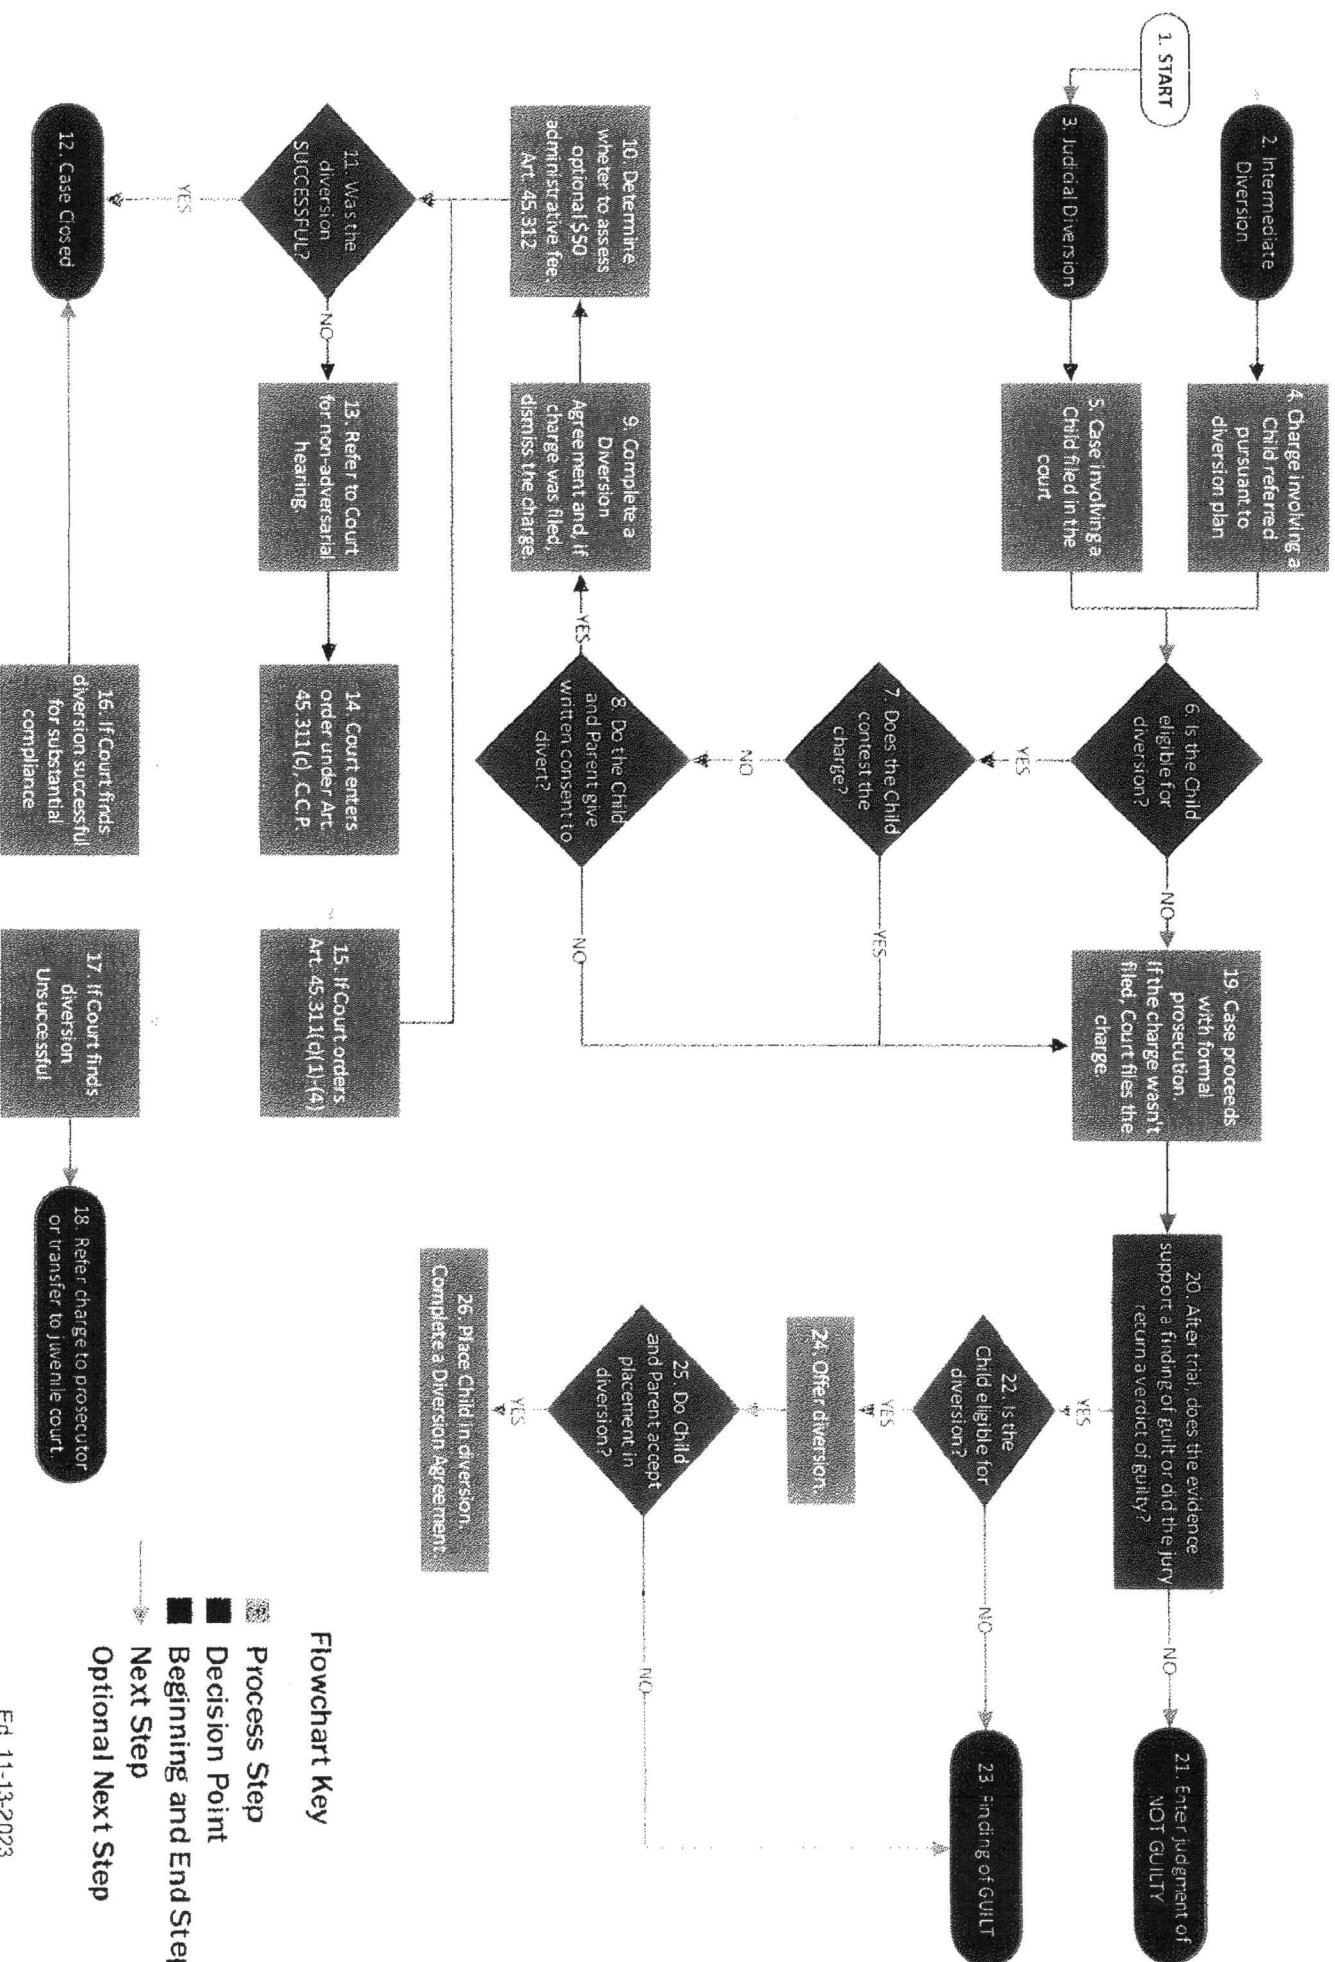 1. START
2. Intermediate
Diversion
3. Judicial Diversion
4. Charge involving a
Child referred
pursuant to
diversion plan
5. Case involving a
Child filed in the
court
6. Is the Child
eligible for
diversion?
YES
NO
7. Does the Child
contest the
charge?
NO
YES
8. Do the Child
and Parent give
written consent to
divert?
YES
NO
9. Complete a
Diversion
Agreement and, if
charge was filed,
dismiss the charge.
10. Determine
wheter to assess
optional $50
administrative fee.
Art. 45.312
11. Was the
diversion
SUCCESSFUL?
YES
NO
12. Case Closed
13. Refer to Court
for non-adversarial
hearing.
14. Court enters
order under Art.
45.311(d), C.C.P.
15. If Court orders
Art. 45.311(d)(1)-(4)
16. If Court finds
diversion successful
for substantial
compliance
17. If Court finds
diversion
Unsuccessful
18. Refer charge to prosecutor
or transfer to juvenile court.
19. Case proceeds
with formal
prosecution.
If the charge wasn't
filed, Court files the
charge.
20. After trial, does the evidence
support a finding of guilt or did the jury
return a verdict of guilty?
YES
NO
21. Enter judgment of
NOT GUILTY
22. Is the
Child eligible for
diversion?
YES
NO
23. Finding of GUILT
24. Offer diversion.
25. Do Child
and Parent accept
placement in
diversion?
YES
NO
26. Place Child in diversion.
Complete a Diversion Agreement.
Flowchart Key
Process Step
Decision Point
Beginning and End Step
Next Step
Optional Next Step
Ed. 11-13-2023